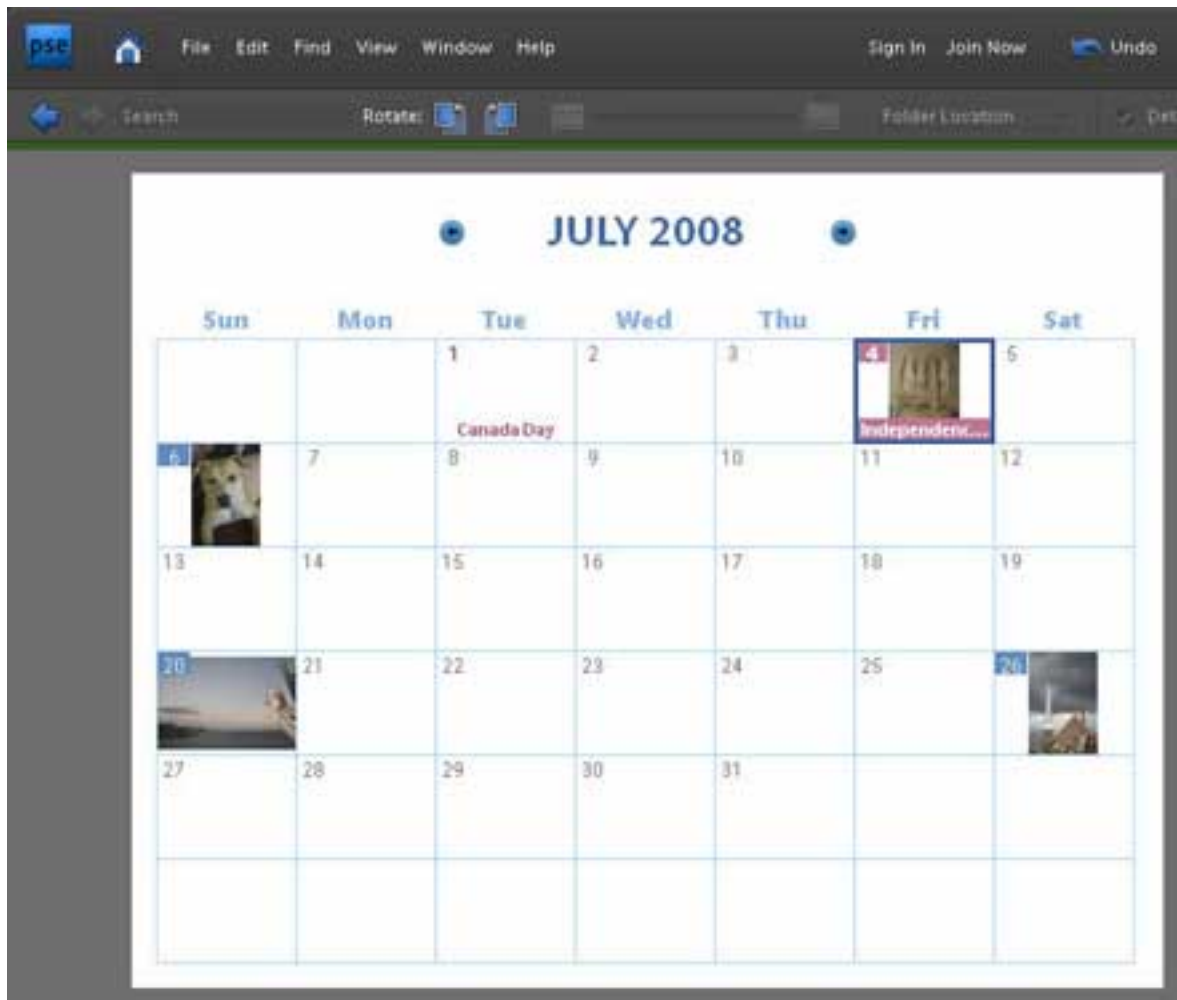 pse File Edit Find View Window Help Sign In Join Now Undo
Search Rotate: Folder Location Det
JULY 2008
Sun Mon Tue Wed Thu Fri Sat
1 2 3 4 5
Canada Day Independenc...
6 7 8 9 10 11 12
13 14 15 16 17 18 19
20 21 22 23 24 25 26
27 28 29 30 31